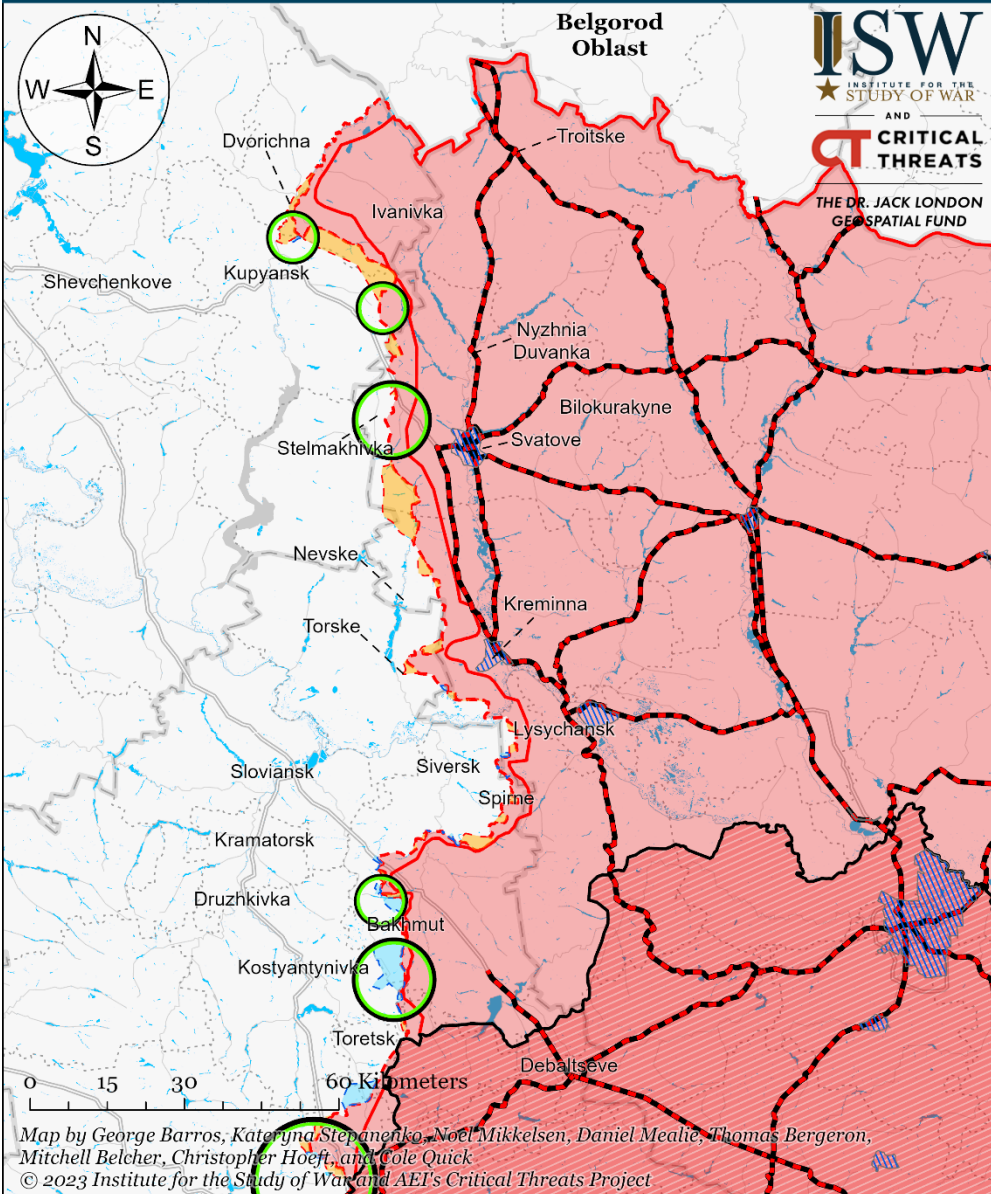 Belgorod
Oblast
N
W
E
S
ISW
INSTITUTE FOR THE
STUDY OF WAR
AND
CT CRITICAL
THREATS
THE DR. JACK LONDON
GEOSPATIAL FUND
Dvorichna
Troitske
Ivanivka
Kupyansk
Shevchenkove
Nyzhnia
Duvanka
Bilokurakyne
Svatove
Stelmakhivka
Nevske
Kreminna
Torske
Lysychansk
Siversk
Sloviansk
Spirne
Kramatorsk
Druzhkivka
Bakhmut
Kostyantynivka
Toretsk
Debaltseve
0 15 30 60 Kilometers
Map by George Barros, Kateryna Stepanenko, Noel Mikkelsen, Daniel Mealie, Thomas Bergeron,
Mitchell Belcher, Christopher Hoeft, and Cole Quick
© 2023 Institute for the Study of War and AEI's Critical Threats Project